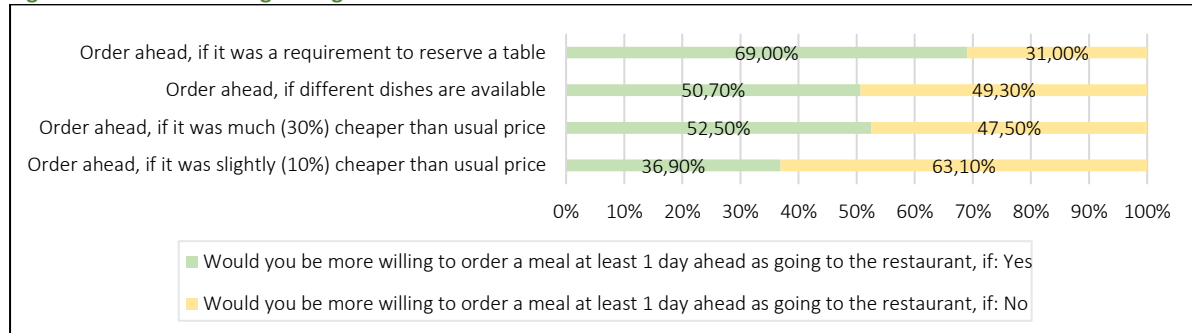 Order ahead, if it was a requirement to reserve a table
69,00%
31,00%
Order ahead, if different dishes are available
50,70%
49,30%
Order ahead, if it was much (30%) cheaper than usual price
52,50%
47,50%
Order ahead, if it was slightly (10%) cheaper than usual price
36,90%
63,10%
0% 10% 20% 30% 40% 50% 60% 70% 80% 90% 100%
Would you be more willing to order a meal at least 1 day ahead as going to the restaurant, if: Yes
Would you be more willing to order a meal at least 1 day ahead as going to the restaurant, if: No